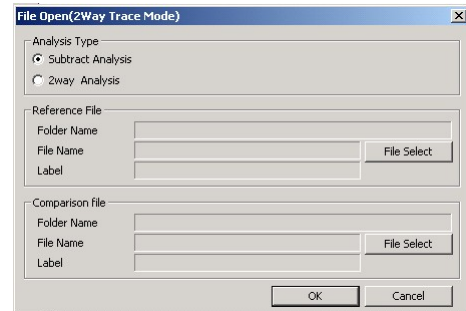 File Open(2Way Trace Mode)
Analysis Type
Subtract Analysis
2way Analysis
Reference File
Folder Name
File Name
File Select
Label
Comparison file
Folder Name
File Name
File Select
Label
OK
Cancel